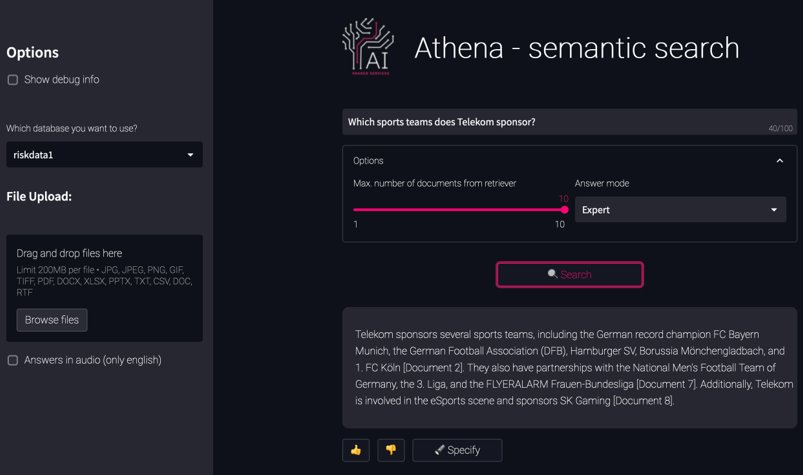 Options
Show debug info
Which database you want to use?
riskdata1
File Upload:
Drag and drop files here
Limit 200MB per file • JPG, JPEG, PNG, GIF,
TIFF, PDF, DOCX, XLSX, PPTX, TXT, CSV, DOC,
RTF
Browse files
Answers in audio (only english)
AI
SHARED SERVICES
Athena - semantic search
Which sports teams does Telekom sponsor?
40/100
Options
Max. number of documents from retriever
Answer mode
10
Expert
1
10
Search
Telekom sponsors several sports teams, including the German record champion FC Bayern
Munich, the German Football Association (DFB), Hamburger SV, Borussia Mönchengladbach, and
1. FC Köln [Document 2]. They also have partnerships with the National Men's Football Team of
Germany, the 3. Liga, and the FLYERALARM Frauen-Bundesliga [Document 7]. Additionally, Telekom
is involved in the eSports scene and sponsors SK Gaming [Document 8].
Specify